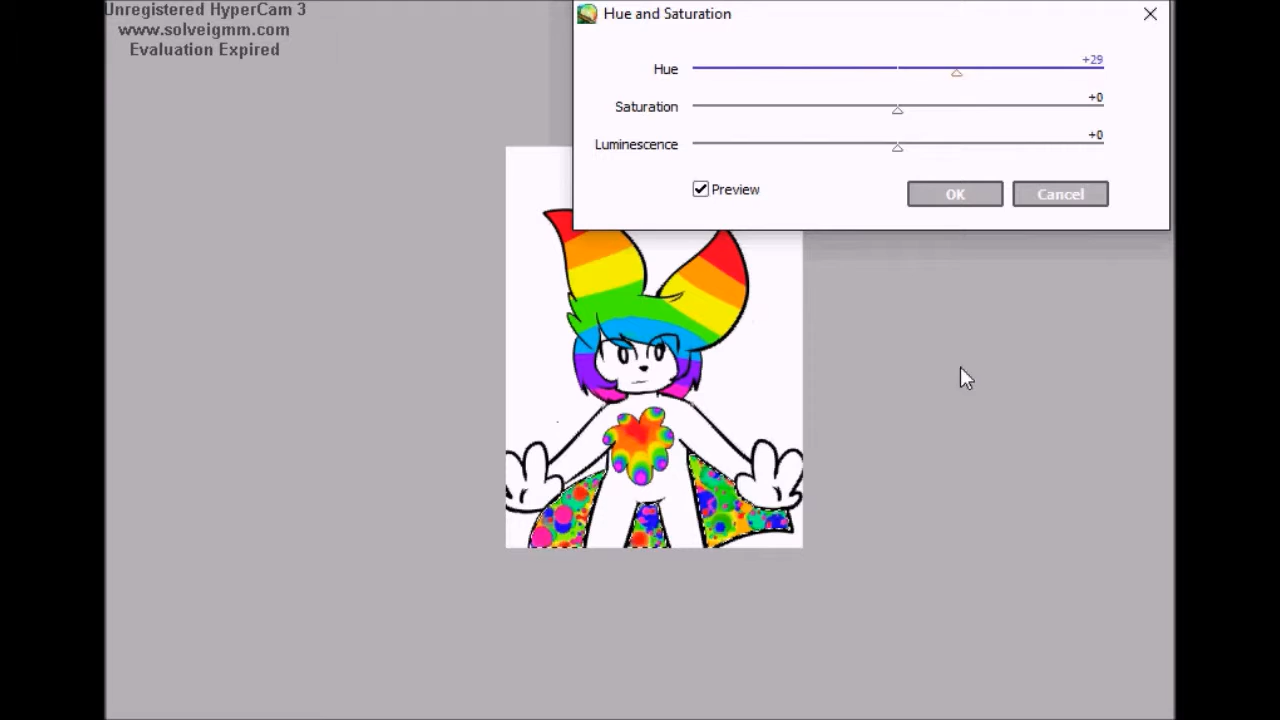 Unregistered HyperCam 3
www.solveigmm.com
Evaluation Expired
Hue and Saturation
Hue +29
Saturation +0
Luminescence +0
Preview OK Cancel